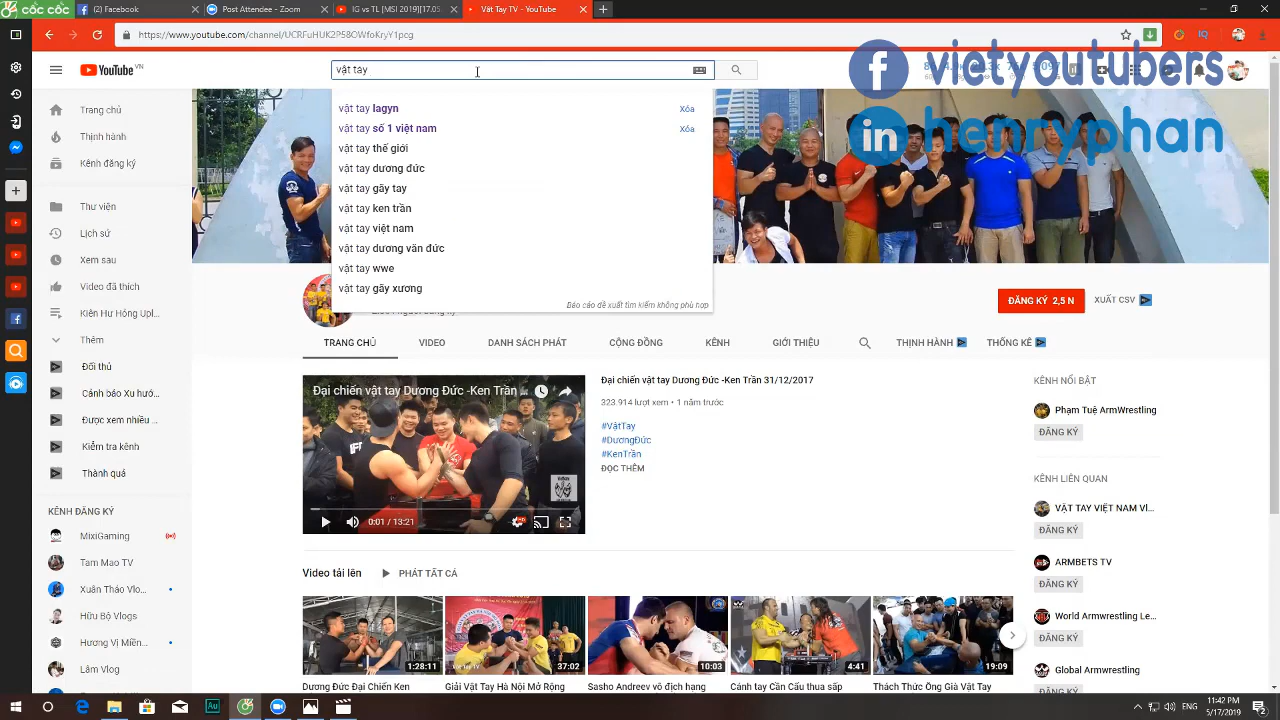 CỐC CỐC
(2) Facebook
Post Attendee - Zoom
IG vs TL [MSI 2019][17.05.
Vật Tay TV - YouTube
https://www.youtube.com/channel/UCRFuHUK2P58OWfoKryY1pcg
YouTube VN
vật tay
vietyoutubers
henryphan
vật tay lagyn Xóa
vật tay số 1 việt nam Xóa
vật tay thế giới
vật tay dương đức
vật tay gãy tay
vật tay ken trần
vật tay việt nam
vật tay dương văn đức
vật tay wwe
vật tay gãy xương
Báo cáo đề xuất tìm kiếm không phù hợp
Trang chủ
Thịnh hành
Kênh đăng ký
Thư viện
Lịch sử
Xem sau
Video đã thích
Kiên Hư Hỏng Upl...
Thêm
Đối thủ
Cảnh báo Xu hướ...
Được xem nhiều ...
Kiểm tra kênh
Thành quả
KÊNH ĐĂNG KÝ
MixiGaming
Tam Mao TV
Xuân Thảo Vlo...
Hữu Bộ Vlogs
Hương Vị Miền...
ĐĂNG KÝ 2,5 N
XUẤT CSV
TRANG CHỦ
VIDEO
DANH SÁCH PHÁT
CỘNG ĐỒNG
KÊNH
GIỚI THIỆU
THỊNH HÀNH
THỐNG KÊ
Đại chiến vật tay Dương Đức -Ken Trần ...
0:01 / 13:21
Đại chiến vật tay Dương Đức -Ken Trần 31/12/2017
323.914 lượt xem • 1 năm trước
#VậtTay
#DươngĐức
#KenTrần
ĐỌC THÊM
KÊNH NỔI BẬT
Phạm Tuệ ArmWrestling
ĐĂNG KÝ
KÊNH LIÊN QUAN
VẬT TAY VIỆT NAM Vl...
ĐĂNG KÝ
ARMBETS TV
ĐĂNG KÝ
World Armwrestling Le...
ĐĂNG KÝ
Global Armwrestling
ĐĂNG KÝ
Video tải lên
PHÁT TẤT CẢ
1:28:11
37:02
10:03
4:41
19:09
Dương Đức Đại Chiến Ken
Giải Vật Tay Hà Nội Mở Rộng
Sasho Andreev vô địch hạng
Cánh tay Cần Cẩu thua sấp
Thách Thức Ông Già Vật Tay
ENG
11:42 PM
5/17/2019